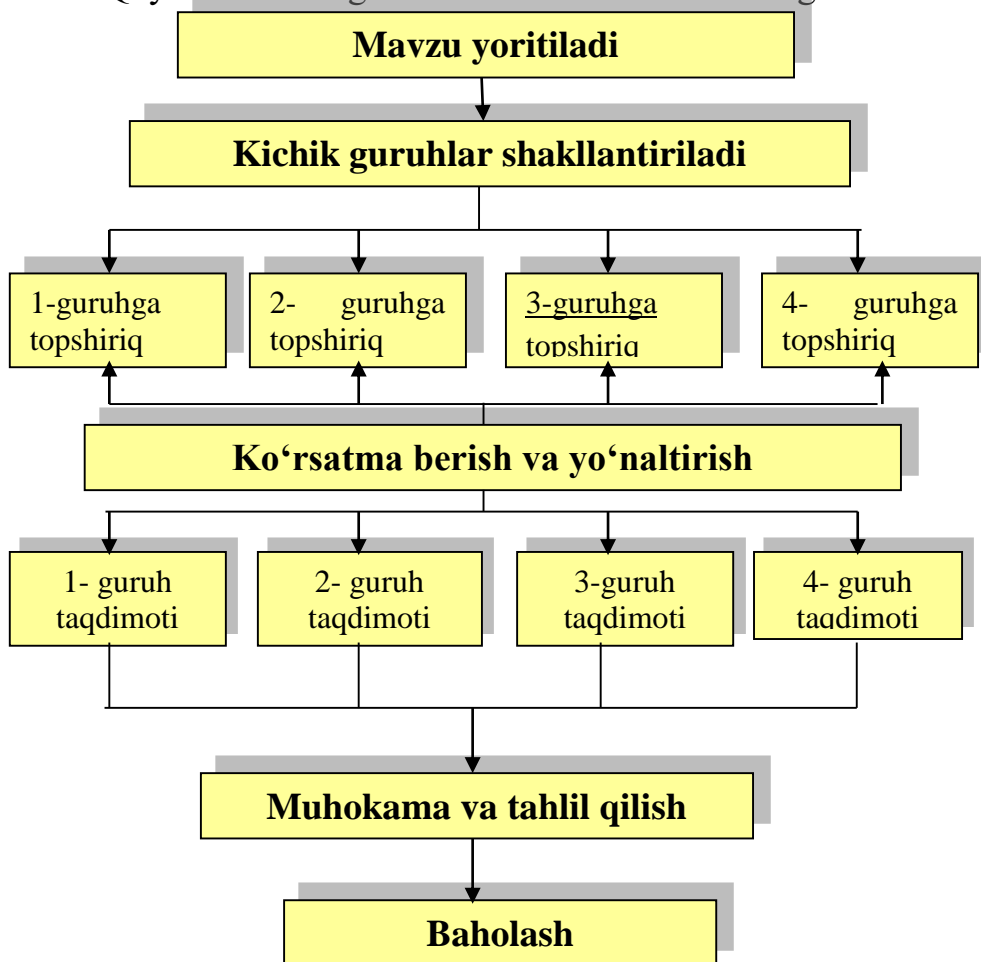 Mavzu yoritiladi
Kichik guruhlar shakllantiriladi
1-guruhga
topshiriq
2- guruhga
topshiriq
3-guruhga
topshiriq
4- guruhga
topshiriq
Ko‘rsatma berish va yo‘naltirish
1- guruh
taqdimoti
2- guruh
taqdimoti
3-guruh
taqdimoti
4- guruh
taqdimoti
Muhokama va tahlil qilish
Baholash